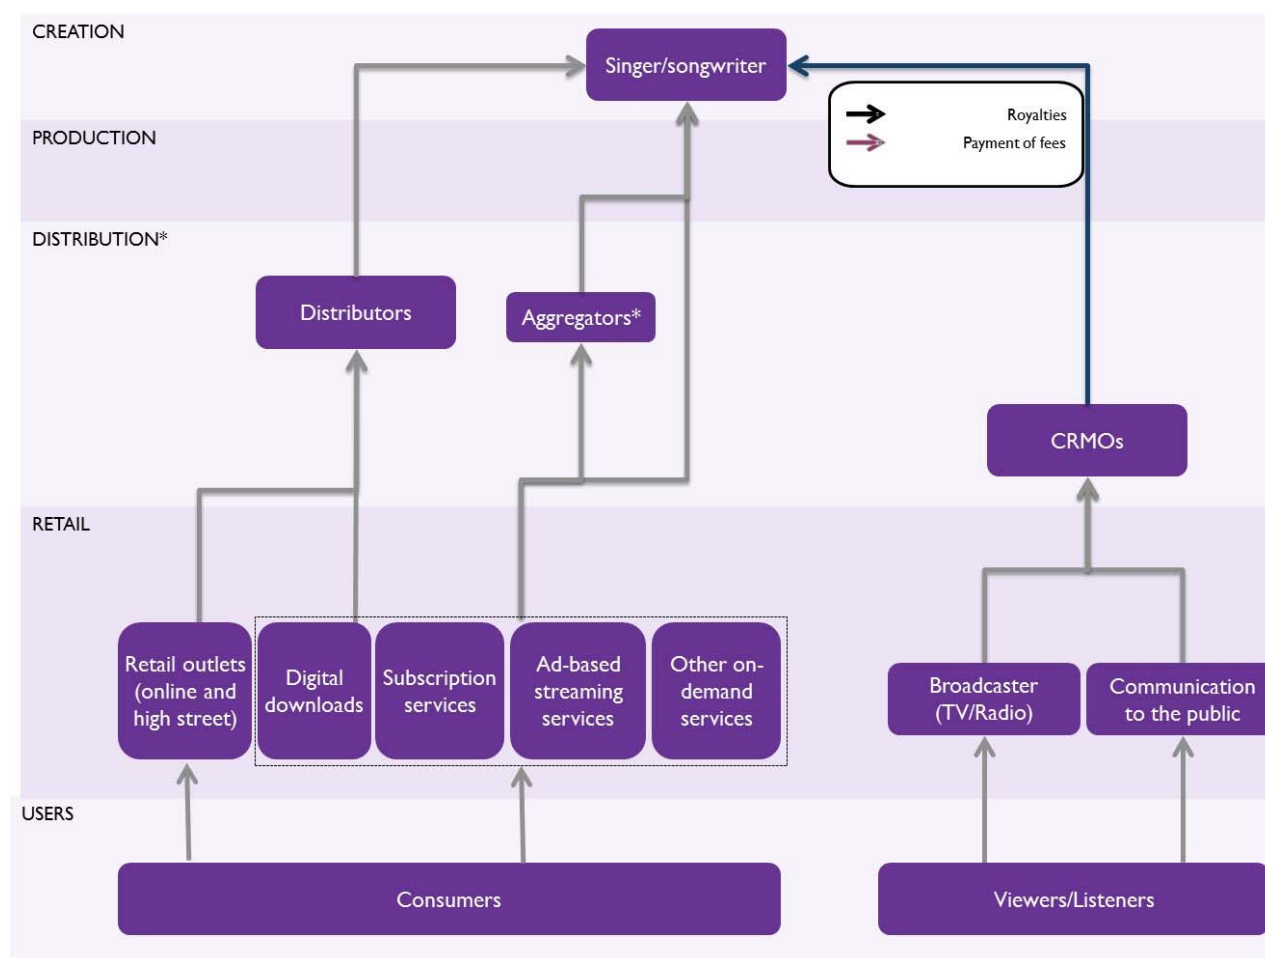 CREATION
Singer/songwriter
Royalties
Payment of fees
PRODUCTION
DISTRIBUTION*
Distributors
Aggregators*
CRMOs
RETAIL
Retail outlets
(online and
high street)
Digital
downloads
Subscription
services
Ad-based
streaming
services
Other on-
demand
services
Broadcaster
(TV/Radio)
Communication
to the public
USERS
Consumers
Viewers/Listeners